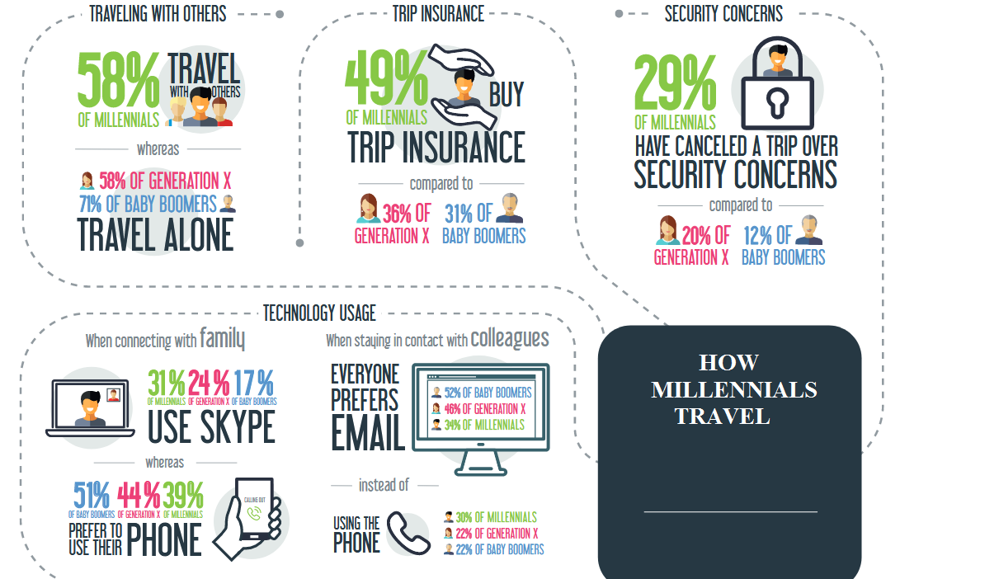 TRAVELING WITH OTHERS
58%
OF MILLENNIALS
TRAVEL
WITH OTHERS
whereas
58% OF GENERATION X
71% OF BABY BOOMERS
TRAVEL ALONE
TRIP INSURANCE
49%
OF MILLENNIALS
BUY
TRIP INSURANCE
compared to
36% OF
GENERATION X
31% OF
BABY BOOMERS
SECURITY CONCERNS
29%
OF MILLENNIALS
HAVE CANCELED A TRIP OVER
SECURITY CONCERNS
compared to
20% OF
GENERATION X
12% OF
BABY BOOMERS
TECHNOLOGY USAGE
When connecting with family
31% 24% 17%
OF MILLENNIALS OF GENERATION X OF BABY BOOMERS
USE SKYPE
whereas
51% 44% 39%
OF BABY BOOMERS OF GENERATION X OF MILLENNIALS
PREFER TO
USE THEIR
PHONE
CALLING OUT
When staying in contact with colleagues
EVERYONE
PREFERS
EMAIL
52% OF BABY BOOMERS
46% OF GENERATION X
34% OF MILLENNIALS
instead of
USING THE
PHONE
30% OF MILLENNIALS
22% OF GENERATION X
22% OF BABY BOOMERS
HOW
MILLENNIALS
TRAVEL